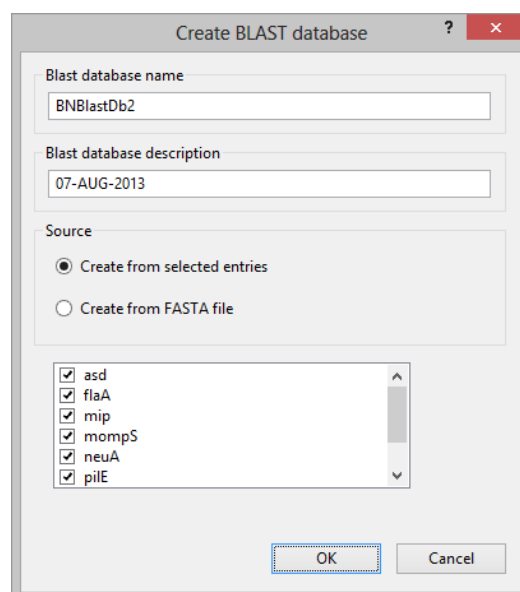 Create BLAST database
?
×
Blast database name
BNBlastDb2
Blast database description
07-AUG-2013
Source
Create from selected entries
Create from FASTA file
asd
flaA
mip
mompS
neuA
pilE
OK Cancel